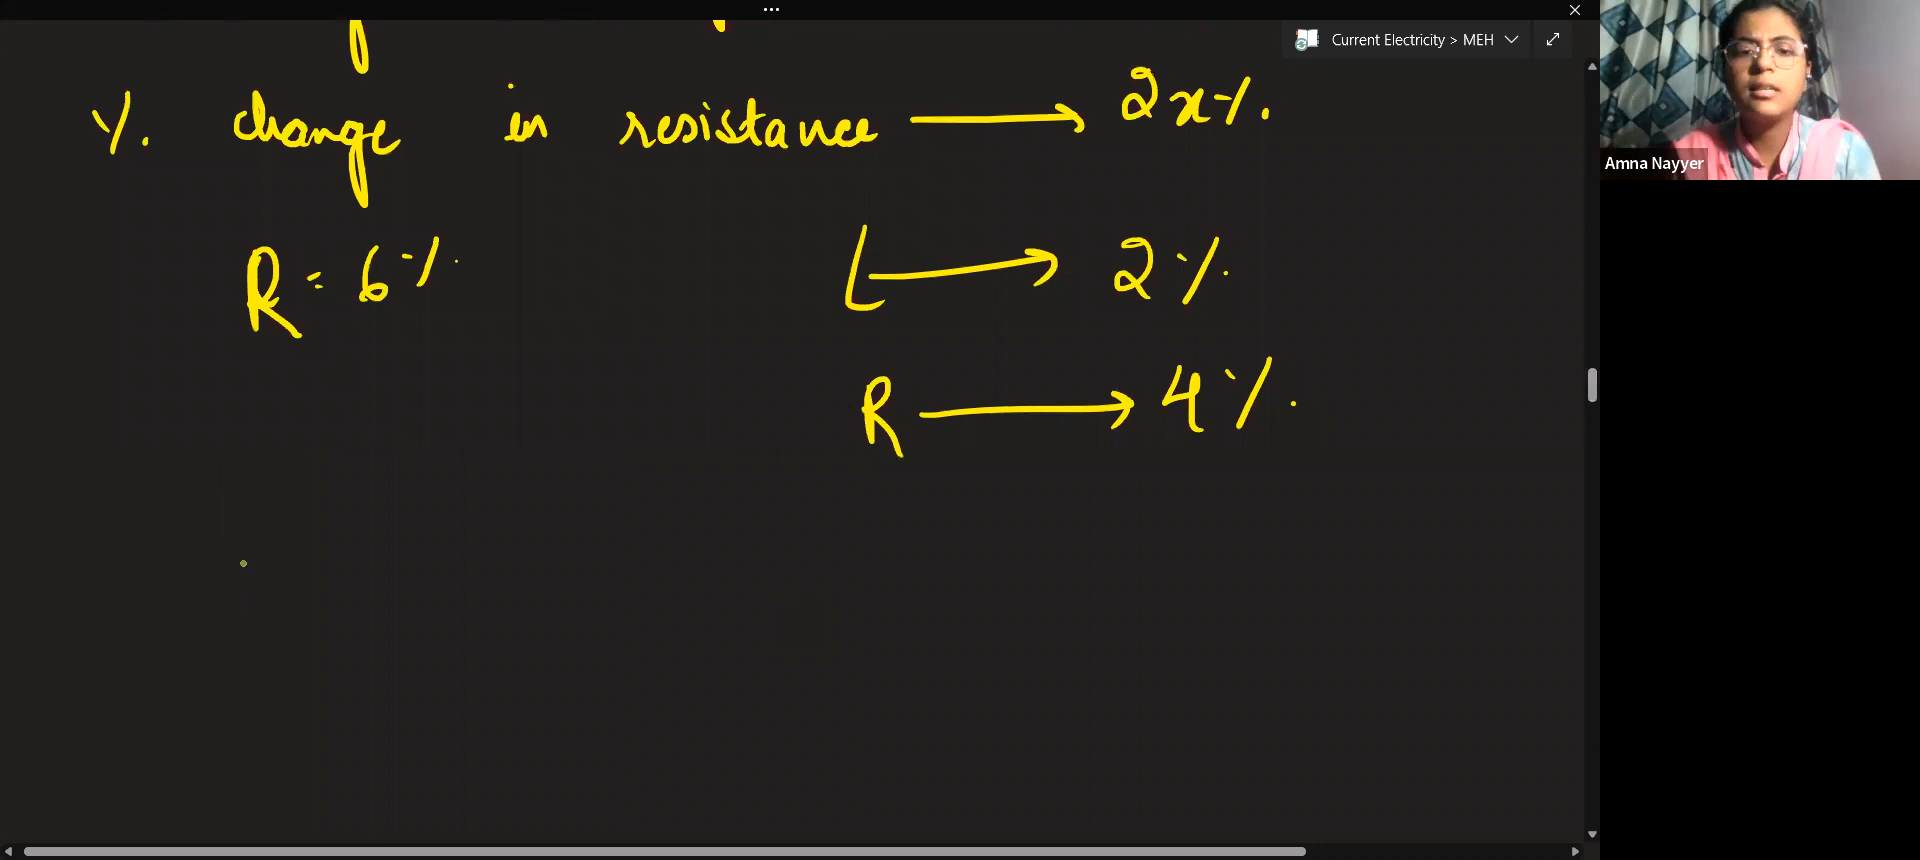 Current Electricity > MEH
% change in resistance → 2x%.
R = 6%.
L → 2%.
R → 4%.
Amna Nayyer